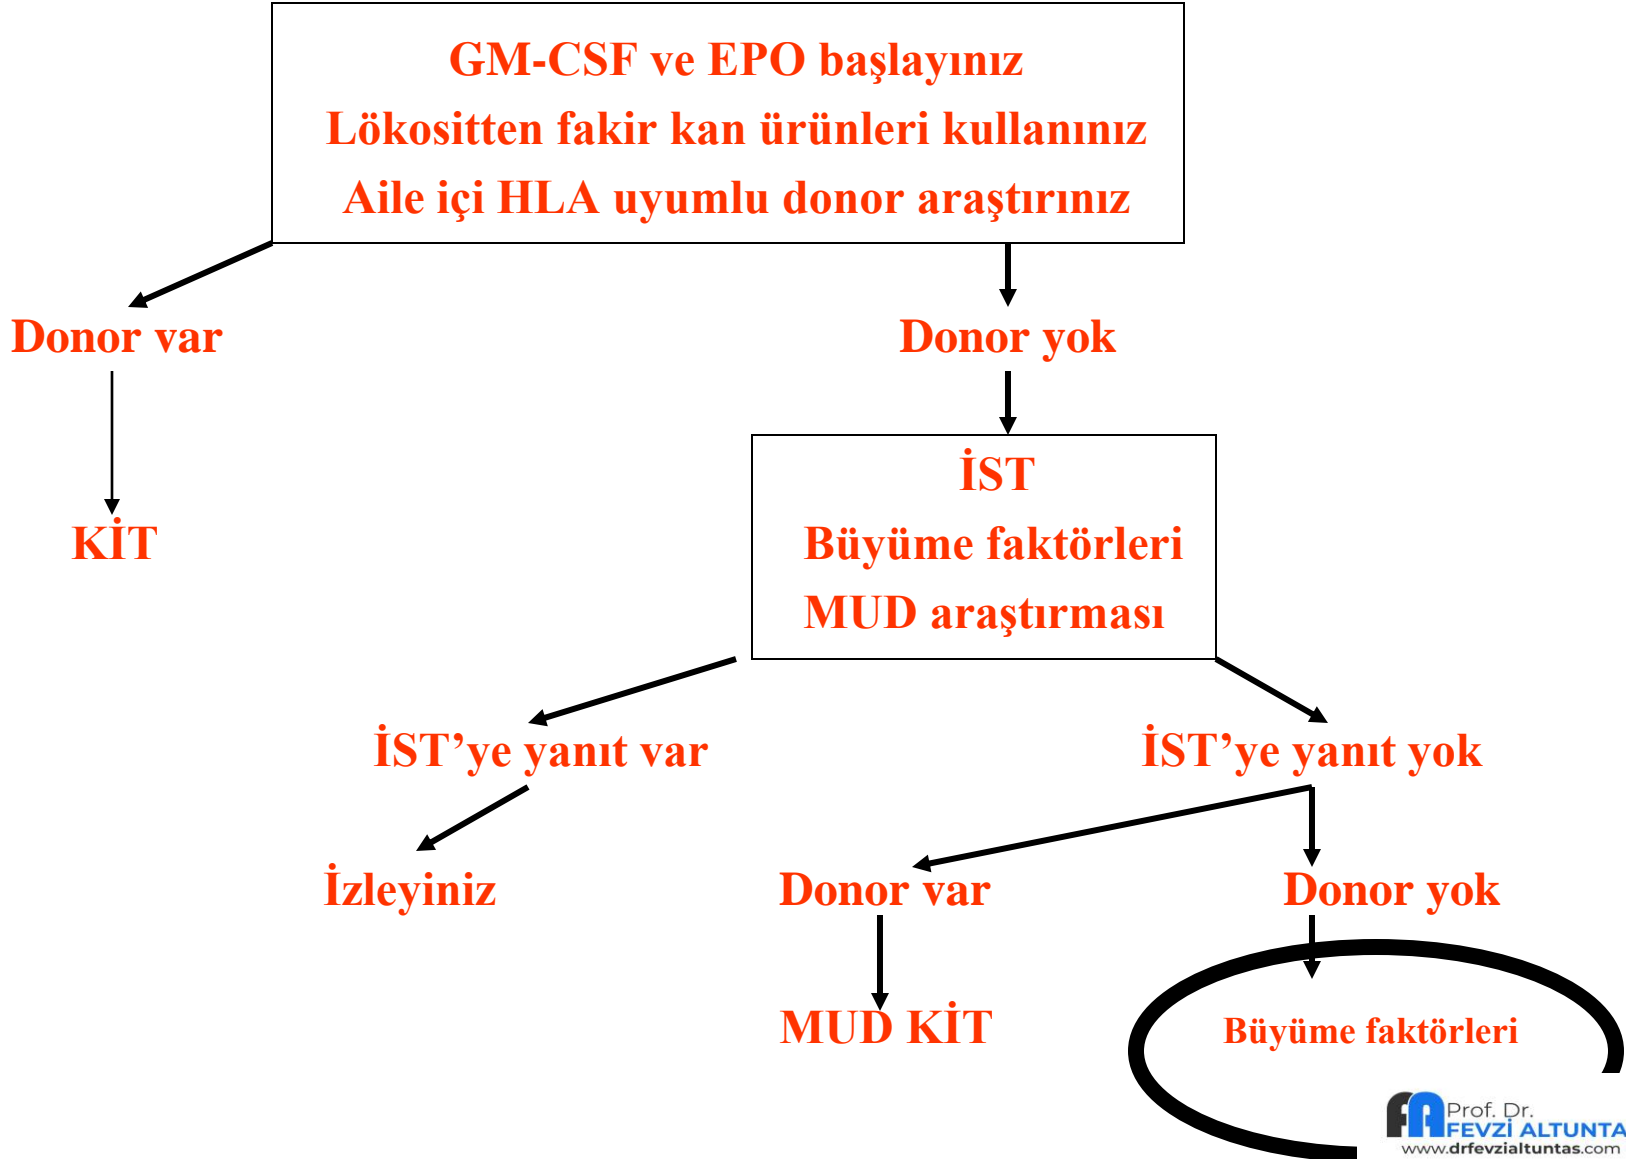 GM-CSF ve EPO başlayınız
Lökositten fakir kan ürünleri kullanınız
Aile içi HLA uyumlu donor araştırınız
Donor var
Donor yok
KİT
İST
Büyüme faktörleri
MUD araştırması
İST’ye yanıt var
İST’ye yanıt yok
İzleyiniz
Donor var
Donor yok
MUD KİT
Büyüme faktörleri
Prof. Dr.
FEVZİ ALTUNTA
www.drfevzialtuntas.com